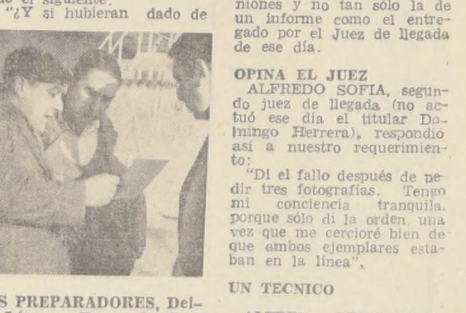 el siguiente:
"¿Y si hubieran dado de
S PREPARADORES, Del-
niones y no tan sólo la de
un informe como el entre-
gado por el Juez de llegada
de ese día.
OPINA EL JUEZ
ALFREDO SOFIA, segun-
do juez de llegada (no ac-
tuó ese día el titular Do-
mingo Herrera), respondió
así a nuestro requerimien-
to:
"Di el fallo después de pe-
dir tres fotografías. Tengo
mi conciencia tranquila.
porque sólo di la orden, una
vez que me cercioré bien de
que ambos ejemplares esta-
ban en la línea",
UN TECNICO